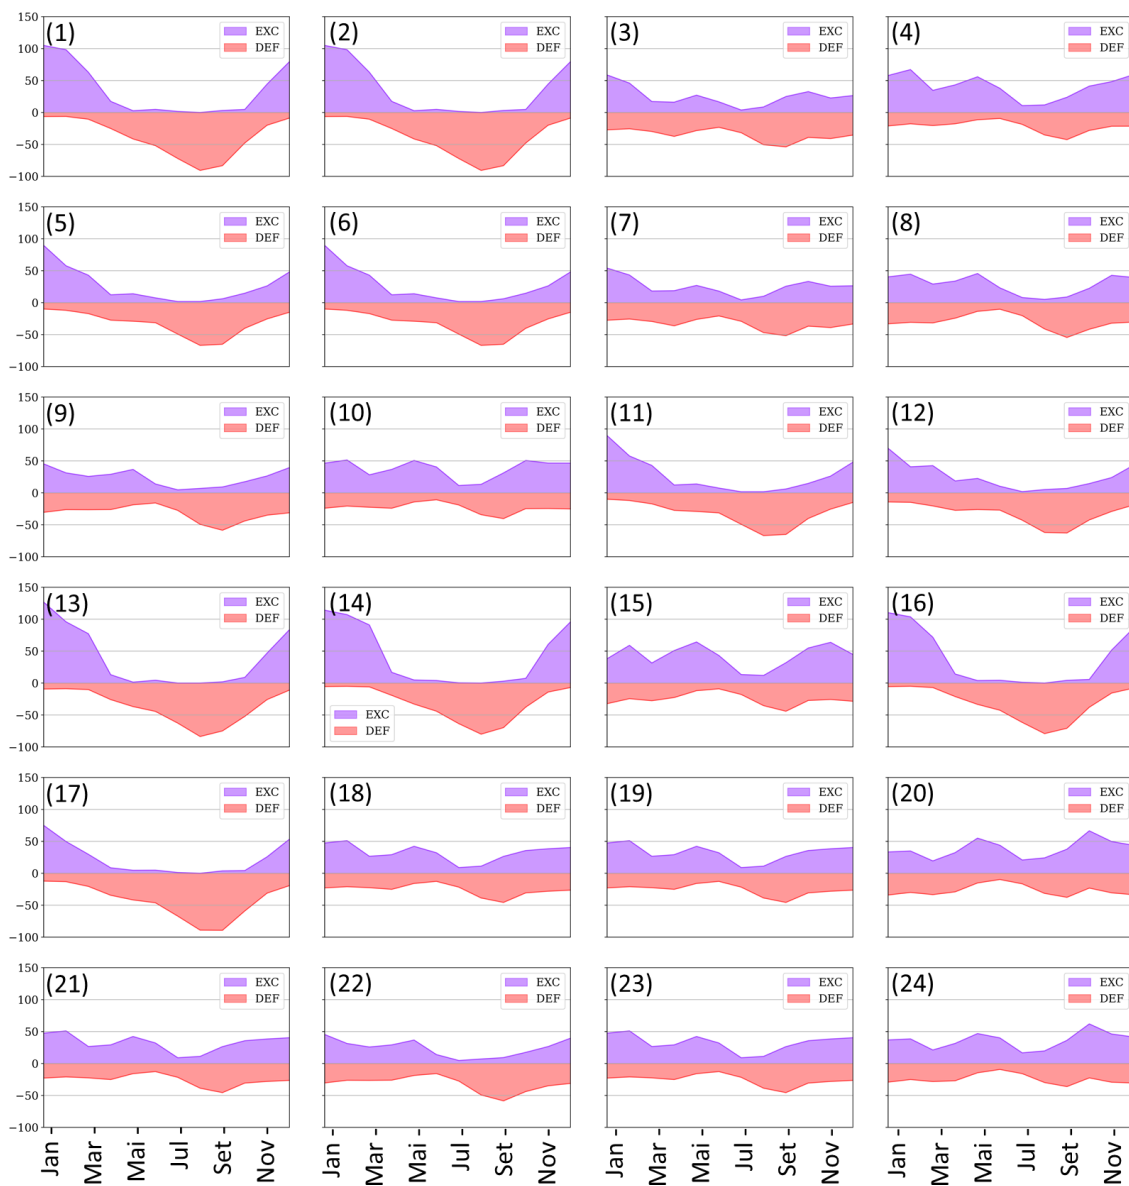 150
100
50
0
−50
−100
(1)
EXC
DEF
(2)
EXC
DEF
(3)
EXC
DEF
(4)
EXC
DEF
150
100
50
0
−50
−100
(5)
EXC
DEF
(6)
EXC
DEF
(7)
EXC
DEF
(8)
EXC
DEF
150
100
50
0
−50
−100
(9)
EXC
DEF
(10)
EXC
DEF
(11)
EXC
DEF
(12)
EXC
DEF
150
100
50
0
−50
−100
(13)
EXC
DEF
(14)
EXC
DEF
(15)
EXC
DEF
(16)
EXC
DEF
150
100
50
0
−50
−100
(17)
EXC
DEF
(18)
EXC
DEF
(19)
EXC
DEF
(20)
EXC
DEF
150
100
50
0
−50
−100
(21)
EXC
DEF
(22)
EXC
DEF
(23)
EXC
DEF
(24)
EXC
DEF
Jan
Mar
Mai
Jul
Set
Nov
Jan
Mar
Mai
Jul
Set
Nov
Jan
Mar
Mai
Jul
Set
Nov
Jan
Mar
Mai
Jul
Set
Nov